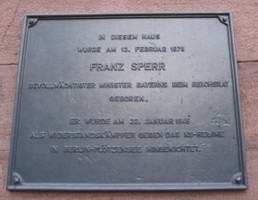 IN DIESEM HAUS
WURDE AM 12. FEBRUAR 1878
FRANZ SPERR
BEVOLLMÄCHTIGTER MINISTER BAYERNS BEIM REICHSRAT
GEBOREN.
ER WURDE AM 23. JANUAR 1945
ALS WIDERSTANDSKÄMPFER GEGEN DAS NS-REGIME
IN BERLIN-PLÖTZENSEE HINGERICHTET.